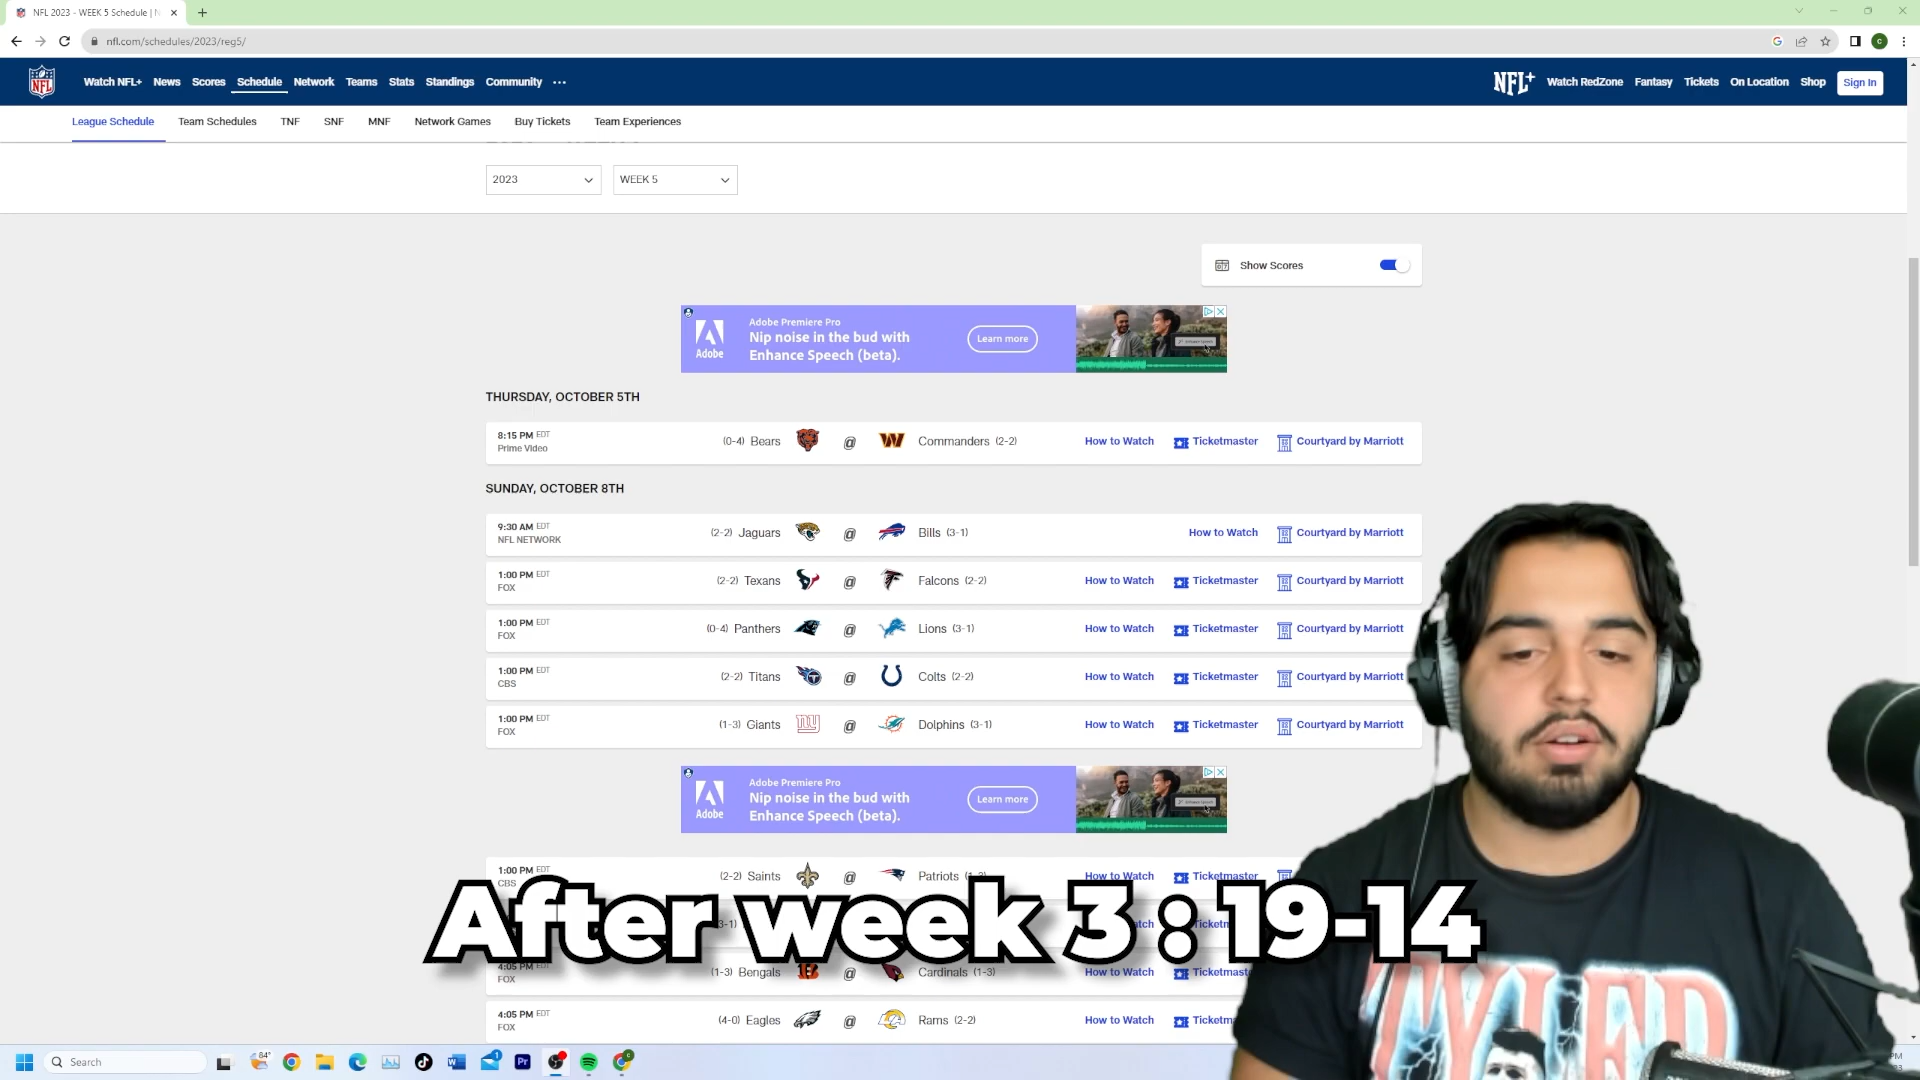 NFL 2023 - WEEK 5 Schedule | N
nfl.com/schedules/2023/reg5/
NFL Watch NFL+ News Scores Schedule Network Teams Stats Standings Community ... NFL+ Watch RedZone Fantasy Tickets On Location Shop Sign In
League Schedule Team Schedules TNF SNF MNF Network Games Buy Tickets Team Experiences
2023 WEEK 5
Show Scores
Adobe Premiere Pro
Nip noise in the bud with
Enhance Speech (beta).
Learn more
Adobe
THURSDAY, OCTOBER 5TH
8:15 PM EDT
Prime Video
(0-4) Bears @ Commanders (2-2) How to Watch Ticketmaster Courtyard by Marriott
SUNDAY, OCTOBER 8TH
9:30 AM EDT
NFL NETWORK
(2-2) Jaguars @ Bills (3-1) How to Watch Courtyard by Marriott
1:00 PM EDT
FOX
(2-2) Texans @ Falcons (2-2) How to Watch Ticketmaster Courtyard by Marriott
1:00 PM EDT
FOX
(0-4) Panthers @ Lions (3-1) How to Watch Ticketmaster Courtyard by Marriott
1:00 PM EDT
CBS
(2-2) Titans @ Colts (2-2) How to Watch Ticketmaster Courtyard by Marriott
1:00 PM EDT
FOX
(1-3) Giants ny @ Dolphins (3-1) How to Watch Ticketmaster Courtyard by Marriott
Adobe Premiere Pro
Nip noise in the bud with
Enhance Speech (beta).
Learn more
Adobe
1:00 PM EDT
CBS
(2-2) Saints @ Patriots How to Watch Ticketmaster
After week 3 : 19-14
4:05 PM EDT
FOX
(1-3) Bengals @ Cardinals (1-3) How to Watch
4:05 PM EDT
FOX
(4-0) Eagles @ Rams (2-2) How to Watch
TYLER
Search
84°